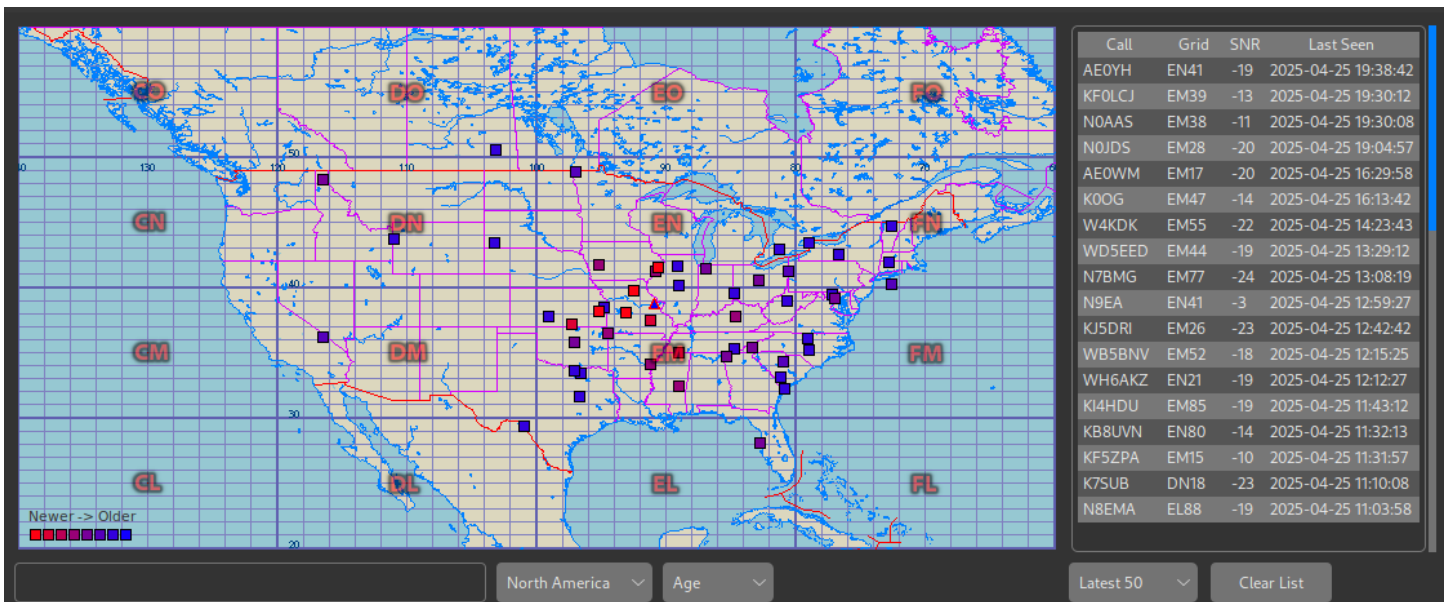 CO DO EO FO
130 50 120 110 100 90 80 70
CN DN EN FN
40
CM DM EM FM
30
CL DL EL FL
Newer -> Older
20
Call Grid SNR Last Seen
AE0YH EN41 -19 2025-04-25 19:38:42
KF0LCJ EM39 -13 2025-04-25 19:30:12
N0AAS EM38 -11 2025-04-25 19:30:08
N0JDS EM28 -20 2025-04-25 19:04:57
AE0WM EM17 -20 2025-04-25 16:29:58
K0OG EM47 -14 2025-04-25 16:13:42
W4KDK EM55 -22 2025-04-25 14:23:43
WD5EED EM44 -19 2025-04-25 13:29:12
N7BMG EM77 -24 2025-04-25 13:08:19
N9EA EN41 -3 2025-04-25 12:59:27
KJ5DRI EM26 -23 2025-04-25 12:42:42
WB5BNV EM52 -18 2025-04-25 12:15:25
WH6AKZ EN21 -19 2025-04-25 12:12:27
KI4HDU EM85 -19 2025-04-25 11:43:12
KB8UVN EN80 -14 2025-04-25 11:32:13
KF5ZPA EM15 -10 2025-04-25 11:31:57
K7SUB DN18 -23 2025-04-25 11:10:08
N8EMA EL88 -19 2025-04-25 11:03:58
North America Age Latest 50 Clear List